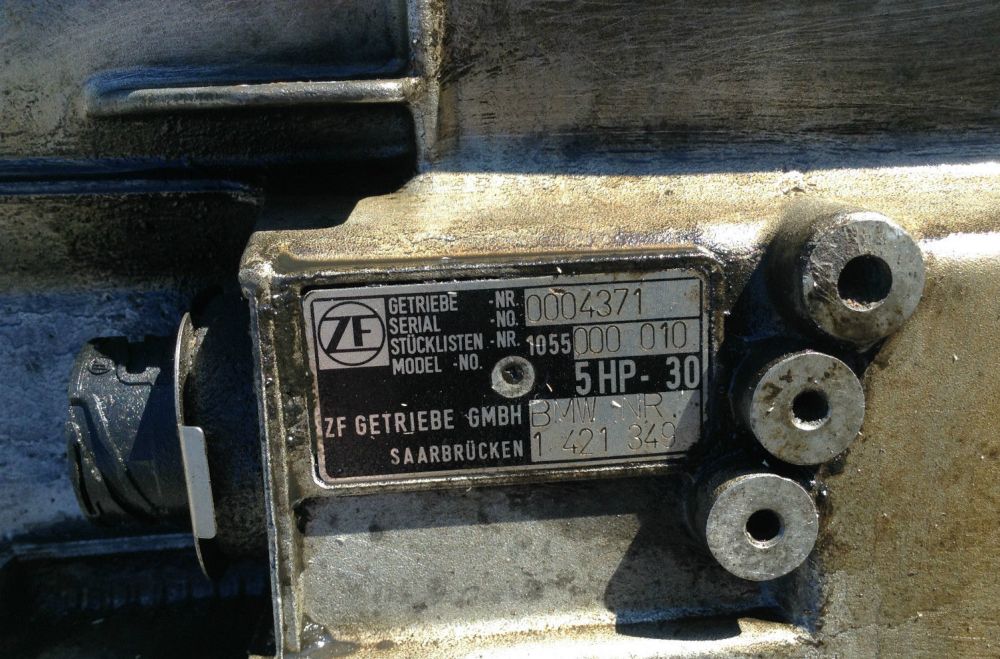 ZF
GETRIEBE -NR. 0004371
SERIAL -NO.
STÜCKLISTEN -NR. 1055 000 010
MODEL -NO.
5 HP - 30
ZF GETRIEBE GMBH BMW NR.
SAARBRÜCKEN 1 421 349